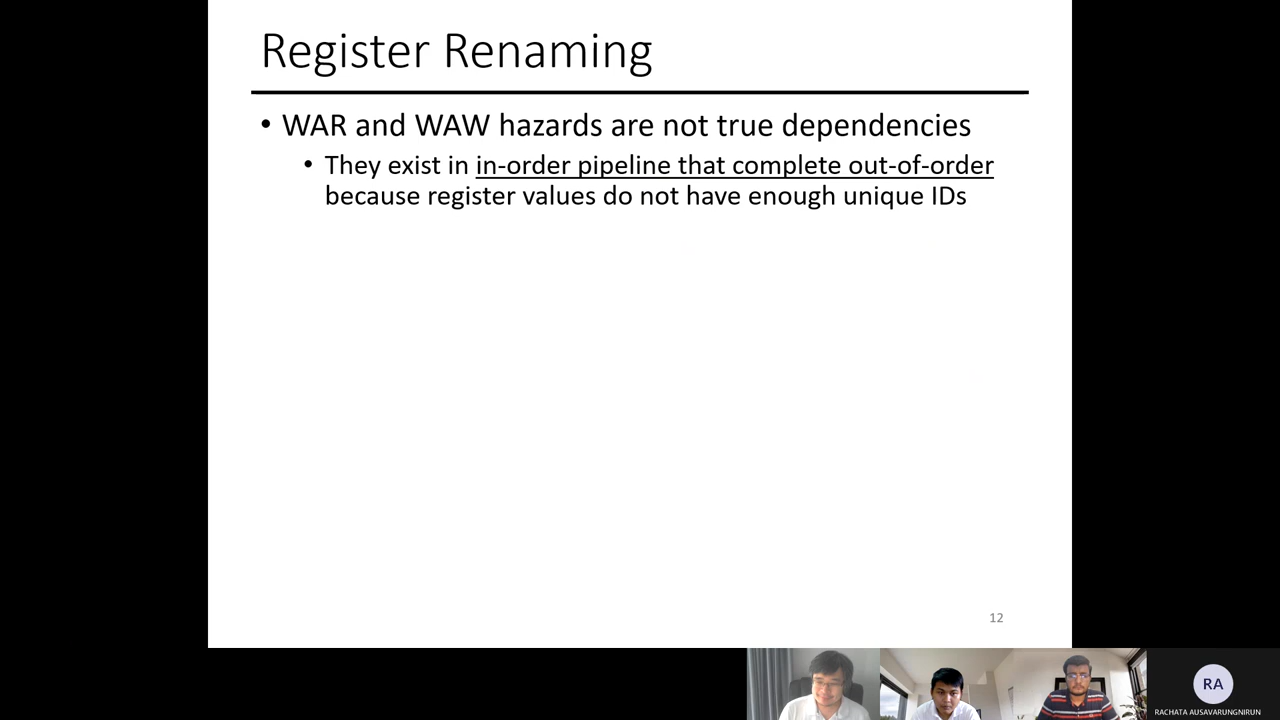 Register Renaming
• WAR and WAW hazards are not true dependencies
• They exist in in-order pipeline that complete out-of-order
because register values do not have enough unique IDs
12
RA
RACHATA AUSAVARUNGNIRUN